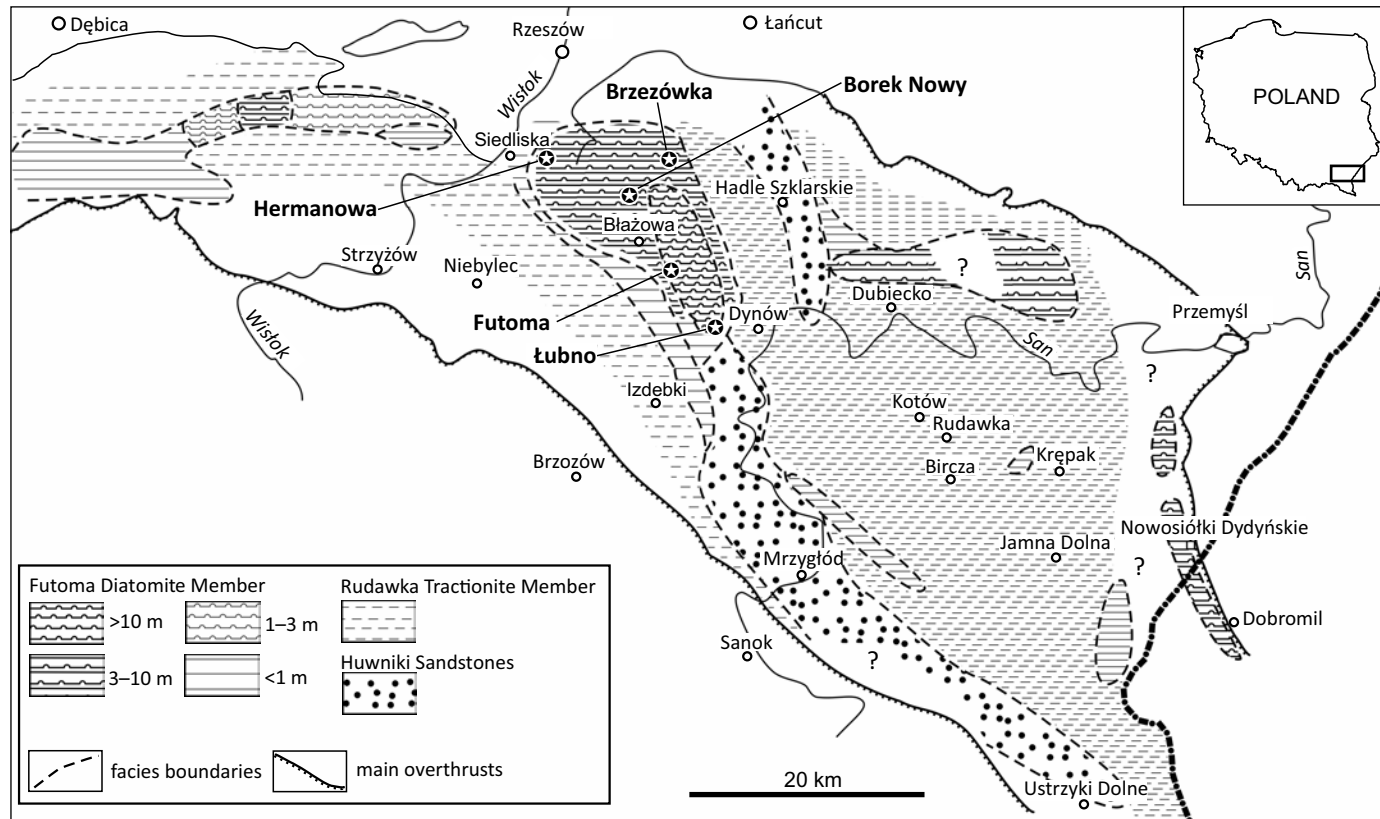 Dębica
Rzeszów
Łańcut
POLAND
Wisłok
Brzezówka
Borek Nowy
Siedliska
Hadle Szklarskie
Hermanowa
Błażowa
Strzyżów
Niebylec
?
San
Dubiecko
Futoma
Dynów
Przemyśl
Wisłok
Łubno
San
?
Izdebki
Kotów
Rudawka
Brzozów
Bircza
Krępak
Nowosiółki Dydyńskie
Jamna Dolna
?
Mrzygłód
Dobromil
Sanok
?
Ustrzyki Dolne
Futoma Diatomite Member
>10 m
1–3 m
3–10 m
<1 m
Rudawka Tractionite Member
Huwniki Sandstones
facies boundaries
main overthrusts
20 km